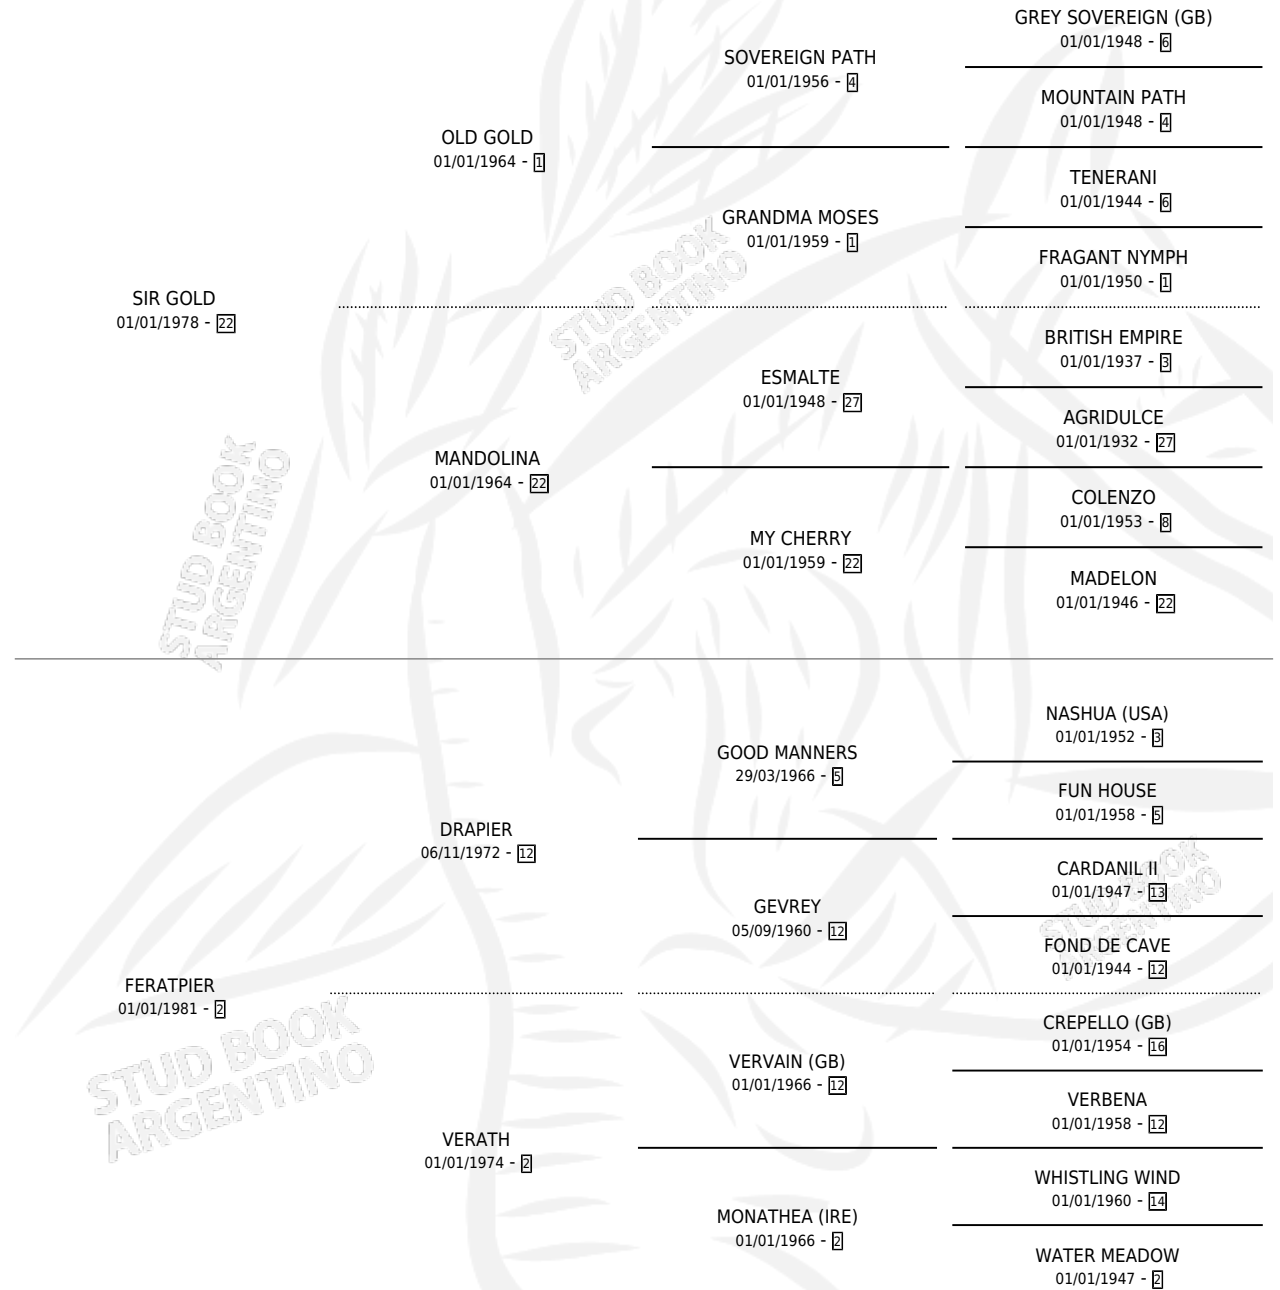 GREY SOVEREIGN (GB)
01/01/1948 - 6
SOVEREIGN PATH
01/01/1956 - 4
MOUNTAIN PATH
01/01/1948 - 4
OLD GOLD
01/01/1964 - 1
TENERANI
01/01/1944 - 6
GRANDMA MOSES
01/01/1959 - 1
FRAGANT NYMPH
01/01/1950 - 1
SIR GOLD
01/01/1978 - 22
BRITISH EMPIRE
01/01/1937 - 3
ESMALTE
01/01/1948 - 27
AGRIDULCE
01/01/1932 - 27
MANDOLINA
01/01/1964 - 22
COLENZO
01/01/1953 - 8
MY CHERRY
01/01/1959 - 22
MADELON
01/01/1946 - 22
NASHUA (USA)
01/01/1952 - 3
GOOD MANNERS
29/03/1966 - 5
FUN HOUSE
01/01/1958 - 5
DRAPIER
06/11/1972 - 12
CARDANIL II
01/01/1947 - 13
GEVREY
05/09/1960 - 12
FOND DE CAVE
01/01/1944 - 12
FERATPIER
01/01/1981 - 2
CREPELLO (GB)
01/01/1954 - 16
VERVAIN (GB)
01/01/1966 - 12
VERBENA
01/01/1958 - 12
VERATH
01/01/1974 - 2
WHISTLING WIND
01/01/1960 - 14
MONATHEA (IRE)
01/01/1966 - 2
WATER MEADOW
01/01/1947 - 2
STUD BOOK
ARGENTINO
STUD BOOK
ARGENTINO
STUD BOOK
ARGENTINO
STUD BOOK
ARGENTINO